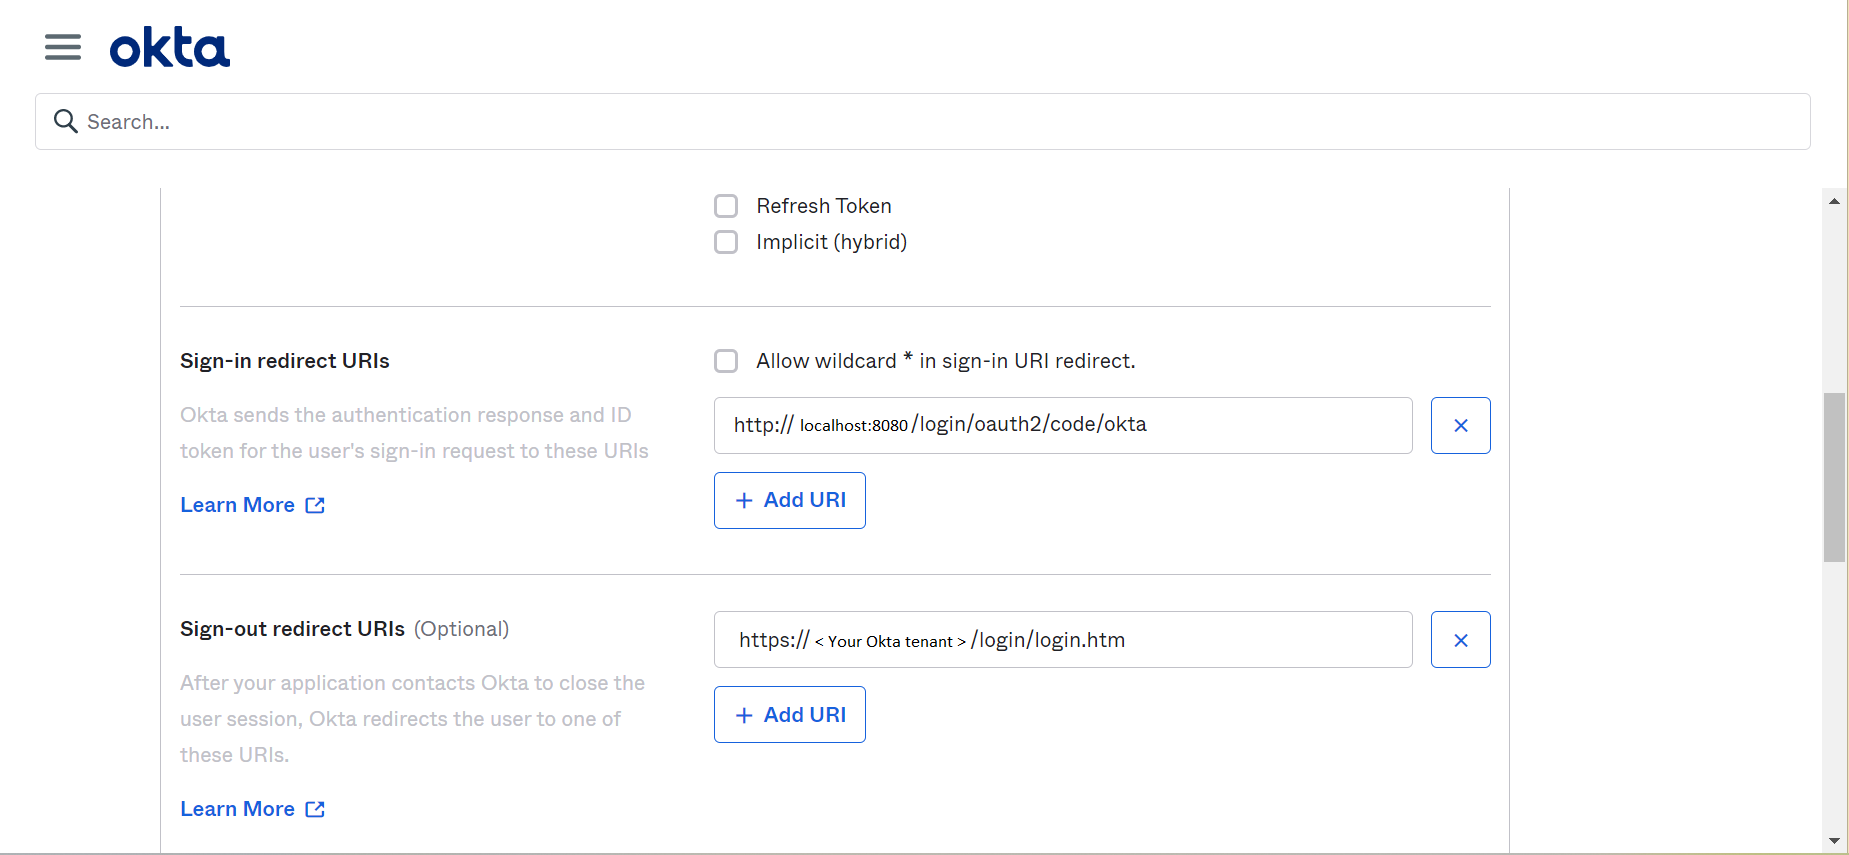 okta
Search...
Refresh Token
Implicit (hybrid)
Sign-in redirect URIs
Allow wildcard * in sign-in URI redirect.
Okta sends the authentication response and ID
token for the user's sign-in request to these URIs
http:// localhost:8080 /login/oauth2/code/okta
Learn More
+ Add URI
Sign-out redirect URIs (Optional)
https:// < Your Okta tenant > /login/login.htm
After your application contacts Okta to close the
user session, Okta redirects the user to one of
these URIs.
+ Add URI
Learn More